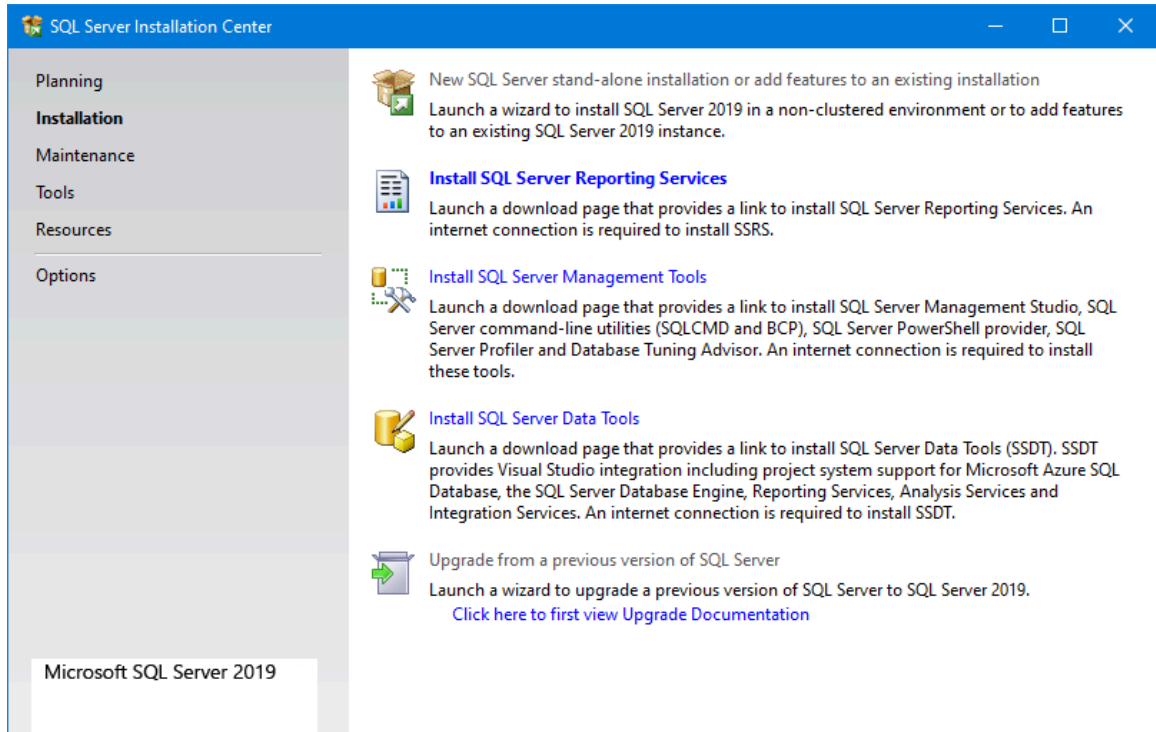 SQL Server Installation Center
Planning
Installation
Maintenance
Tools
Resources
Options
Microsoft SQL Server 2019
New SQL Server stand-alone installation or add features to an existing installation
Launch a wizard to install SQL Server 2019 in a non-clustered environment or to add features
to an existing SQL Server 2019 instance.
Install SQL Server Reporting Services
Launch a download page that provides a link to install SQL Server Reporting Services. An
internet connection is required to install SSRS.
Install SQL Server Management Tools
Launch a download page that provides a link to install SQL Server Management Studio, SQL
Server command-line utilities (SQLCMD and BCP), SQL Server PowerShell provider, SQL
Server Profiler and Database Tuning Advisor. An internet connection is required to install
these tools.
Install SQL Server Data Tools
Launch a download page that provides a link to install SQL Server Data Tools (SSDT). SSDT
provides Visual Studio integration including project system support for Microsoft Azure SQL
Database, the SQL Server Database Engine, Reporting Services, Analysis Services and
Integration Services. An internet connection is required to install SSDT.
Upgrade from a previous version of SQL Server
Launch a wizard to upgrade a previous version of SQL Server to SQL Server 2019.
Click here to first view Upgrade Documentation